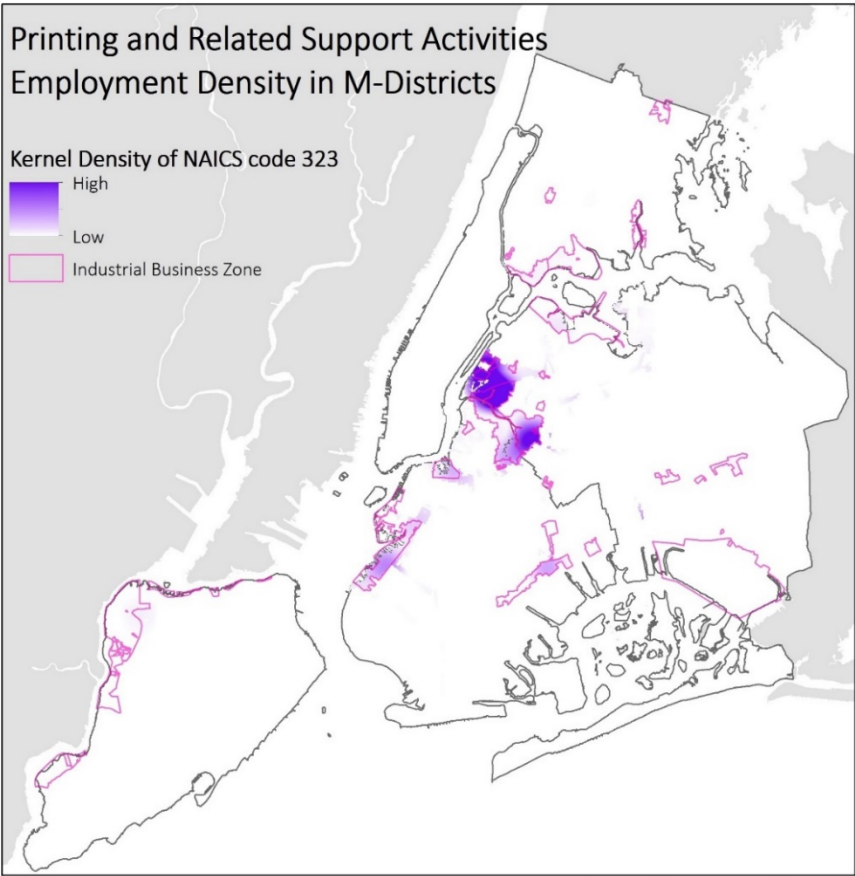 Printing and Related Support Activities
Employment Density in M-Districts
Kernel Density of NAICS code 323
High
Low
Industrial Business Zone